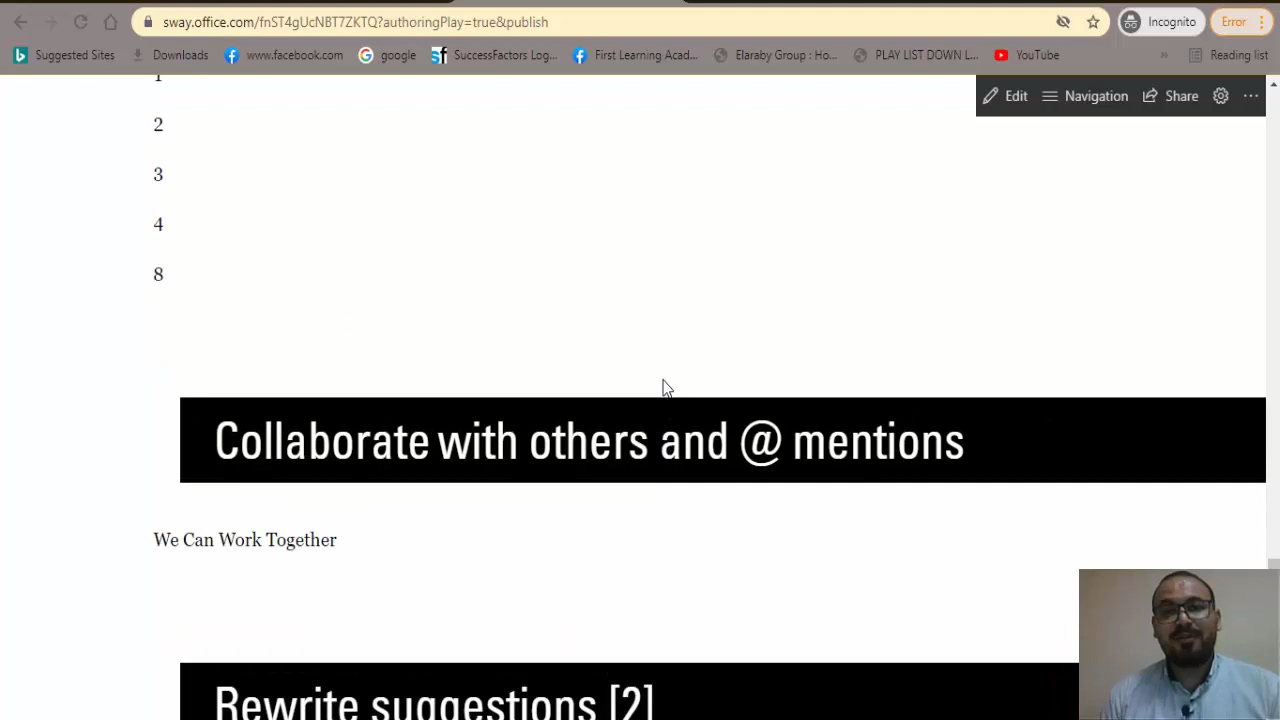 sway.office.com/fnST4gUcNBT7ZKTQ?authoringPlay=true&publish
Incognito
Error
Suggested Sites
Downloads
www.facebook.com
google
SuccessFactors Log...
First Learning Acad...
Elaraby Group : Ho...
PLAY LIST DOWN L...
YouTube
»
Reading list
1
Edit
Navigation
Share
2
3
4
8
Collaborate with others and @ mentions
We Can Work Together
Rewrite suggestions [2]